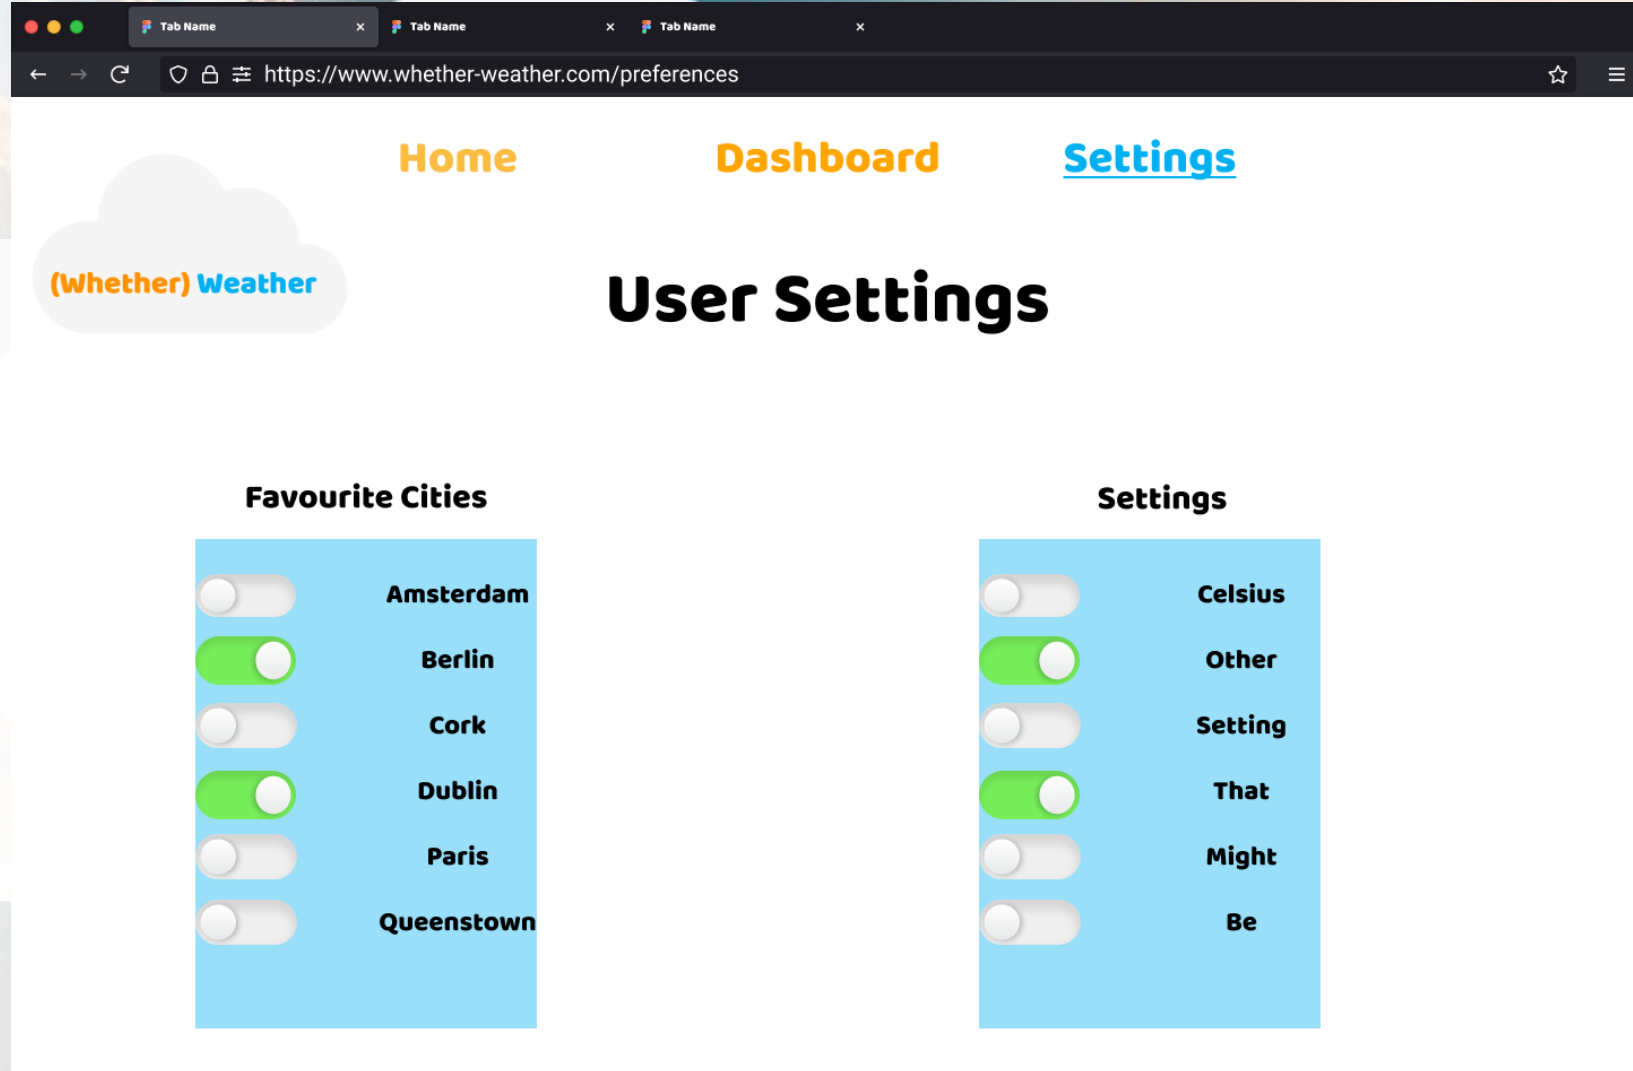 Tab Name
Tab Name
Tab Name
https://www.whether-weather.com/preferences
Home
Dashboard
Settings
(Whether) Weather
User Settings
Favourite Cities
Amsterdam
Berlin
Cork
Dublin
Paris
Queenstown
Settings
Celsius
Other
Setting
That
Might
Be